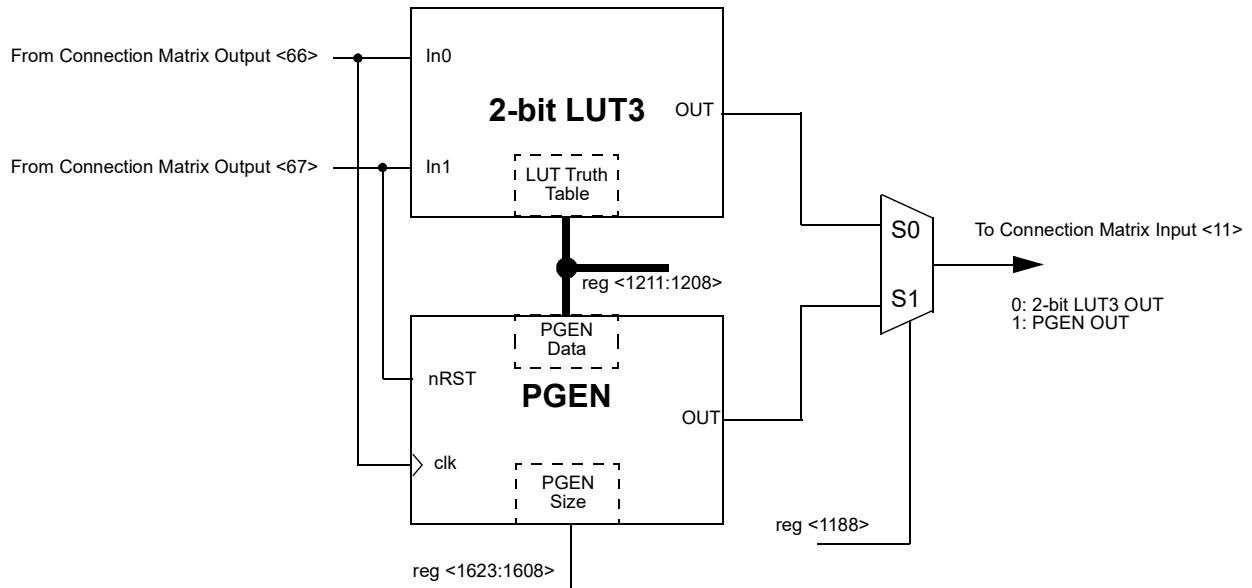 From Connection Matrix Output <66>
In0
2-bit LUT3
OUT
From Connection Matrix Output <67>
In1
LUT Truth
Table
S0
To Connection Matrix Input <11>
reg <1211:1208>
S1
0: 2-bit LUT3 OUT
1: PGEN OUT
PGEN
Data
nRST
PGEN
OUT
clk
PGEN
Size
reg <1188>
reg <1623:1608>